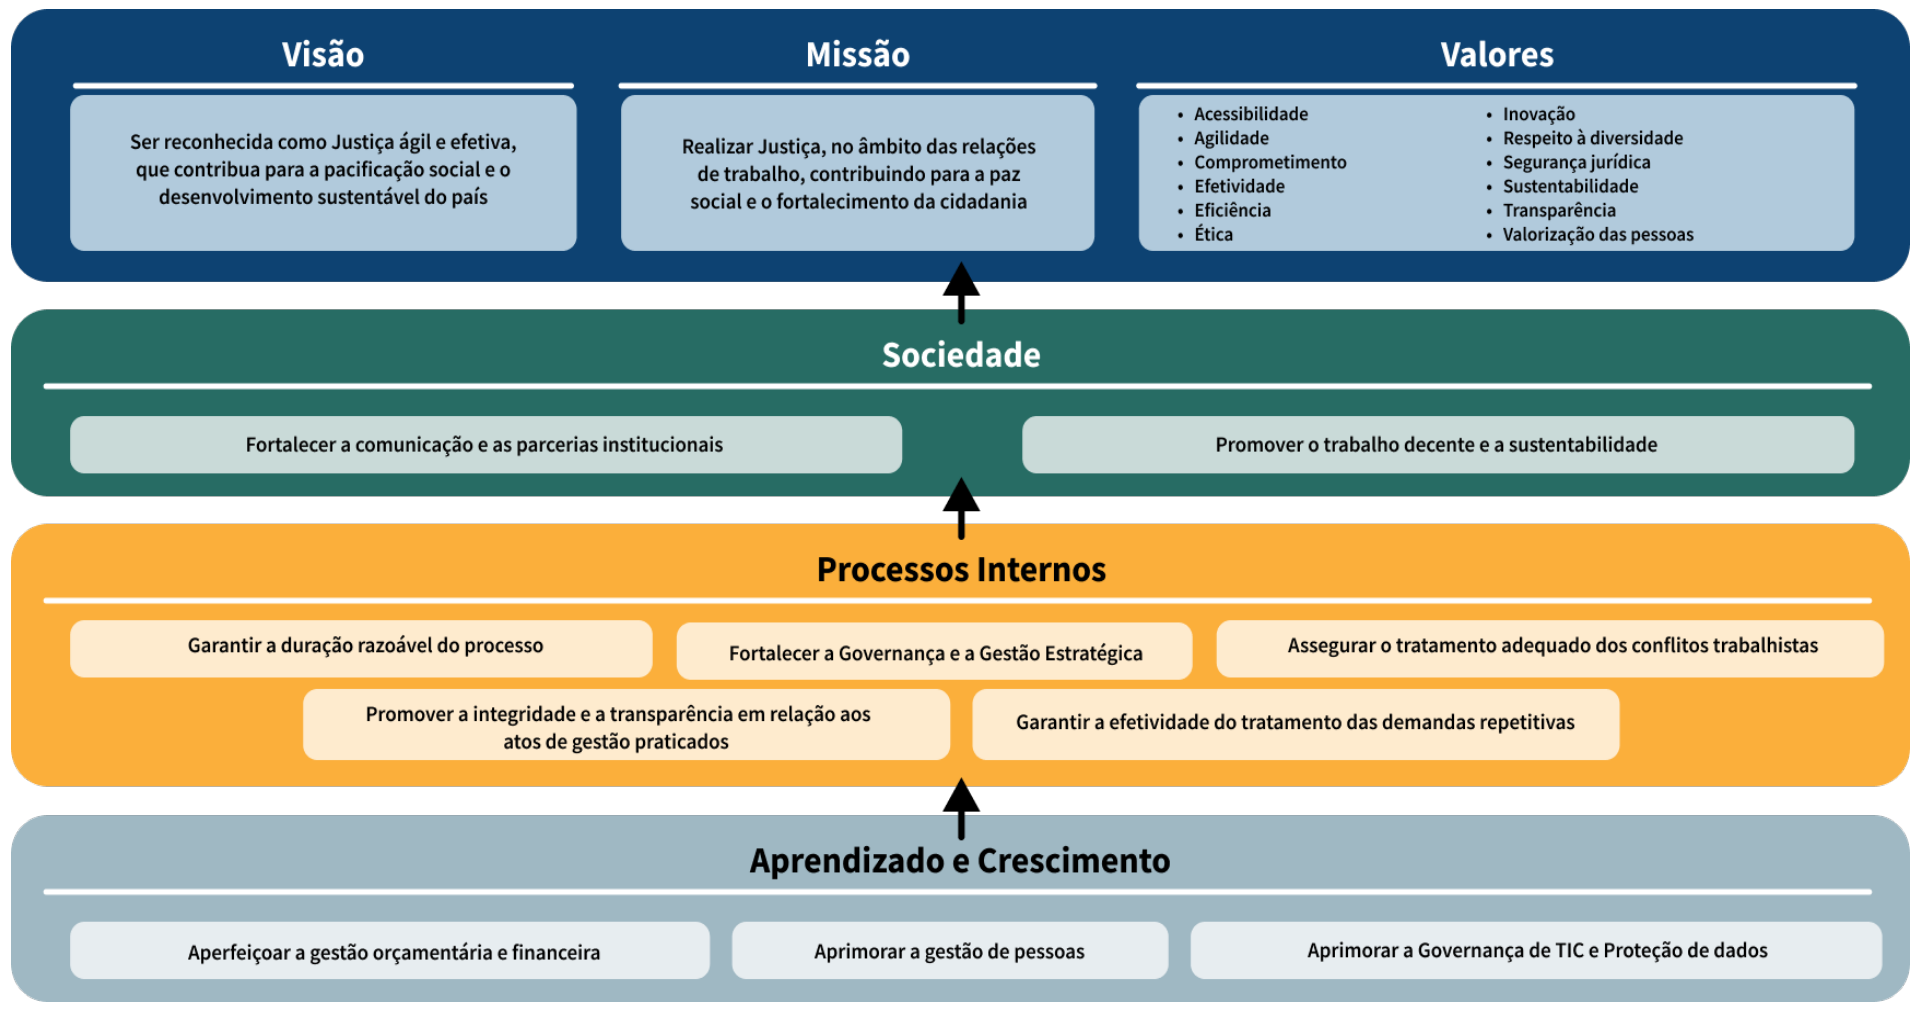 Visão
Ser reconhecida como Justiça ágil e efetiva,
que contribua para a pacificação social e o
desenvolvimento sustentável do país
Missão
Realizar Justiça, no âmbito das relações
de trabalho, contribuindo para a paz
social e o fortalecimento da cidadania
Valores
• Acessibilidade
• Agilidade
• Comprometimento
• Efetividade
• Eficiência
• Ética
• Inovação
• Respeito à diversidade
• Segurança jurídica
• Sustentabilidade
• Transparência
• Valorização das pessoas
Sociedade
Fortalecer a comunicação e as parcerias institucionais
Promover o trabalho decente e a sustentabilidade
Processos Internos
Garantir a duração razoável do processo
Fortalecer a Governança e a Gestão Estratégica
Assegurar o tratamento adequado dos conflitos trabalhistas
Promover a integridade e a transparência em relação aos
atos de gestão praticados
Garantir a efetividade do tratamento das demandas repetitivas
Aprendizado e Crescimento
Aperfeiçoar a gestão orçamentária e financeira
Aprimorar a gestão de pessoas
Aprimorar a Governança de TIC e Proteção de dados